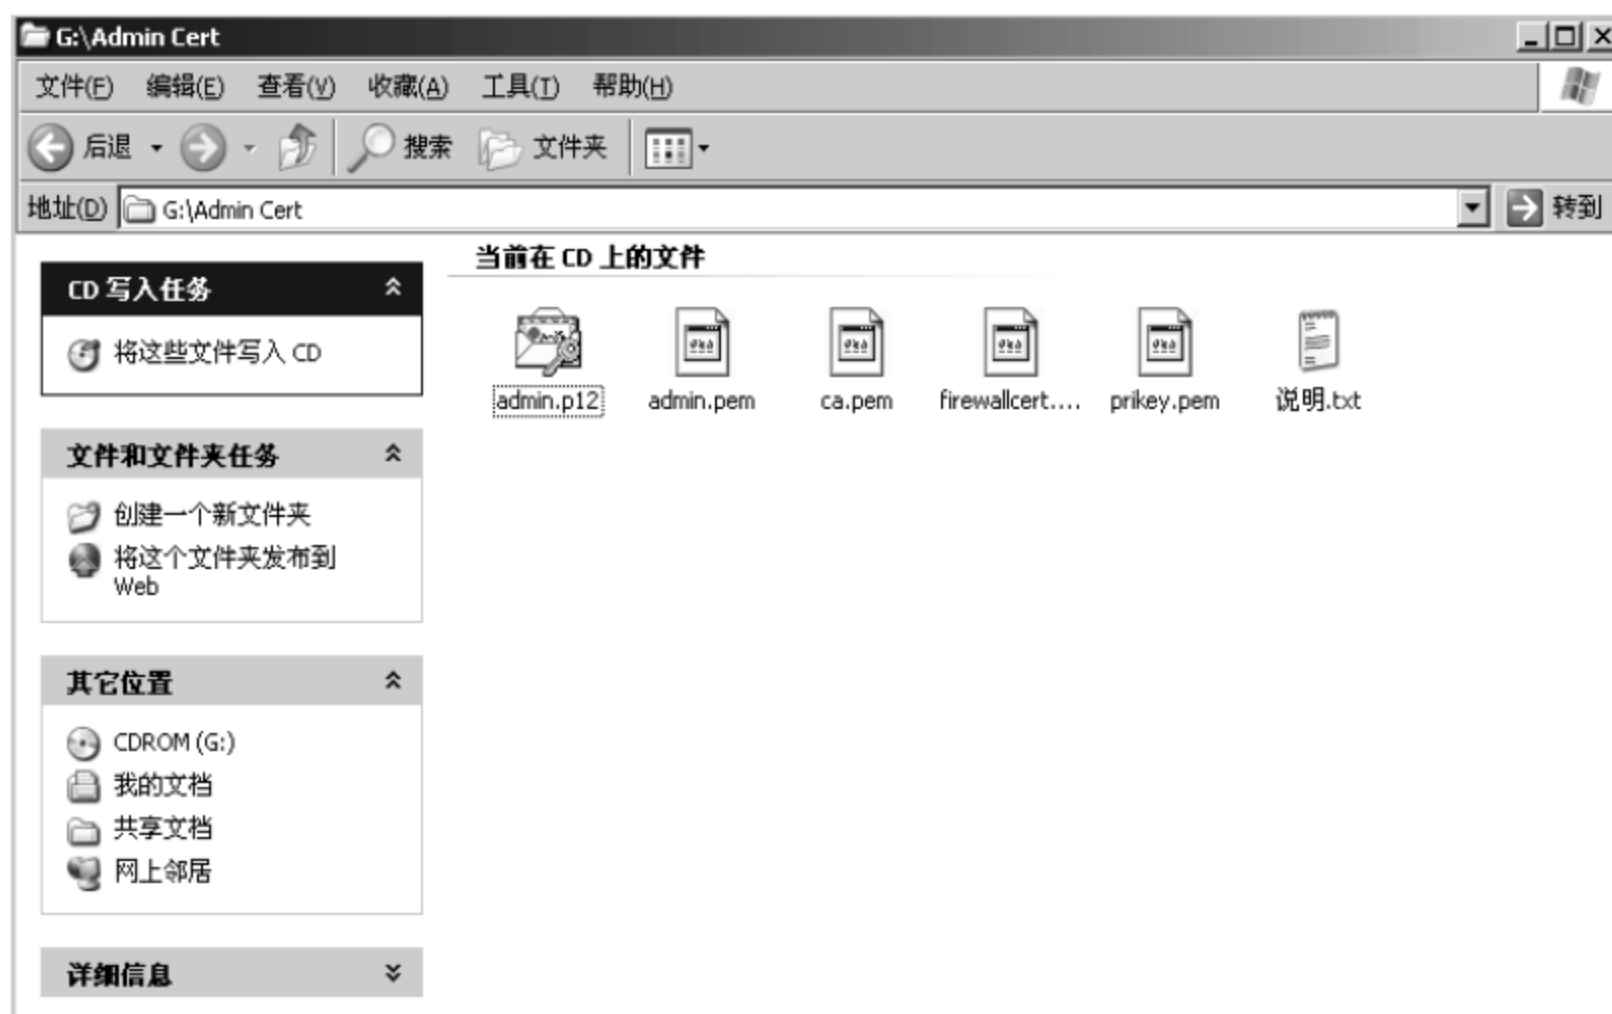 G:\Admin Cert
文件(F) 编辑(E) 查看(V) 收藏(A) 工具(T) 帮助(H)
后退 搜索 文件夹
地址(D) G:\Admin Cert 转到
当前在 CD 上的文件
CD 写入任务
将这些文件写入 CD
admin.p12 admin.pem ca.pem firewallcert.... prikey.pem 说明.txt
文件和文件夹任务
创建一个新文件夹
将这个文件夹发布到
Web
其它位置
CDROM (G:)
我的文档
共享文档
网上邻居
详细信息